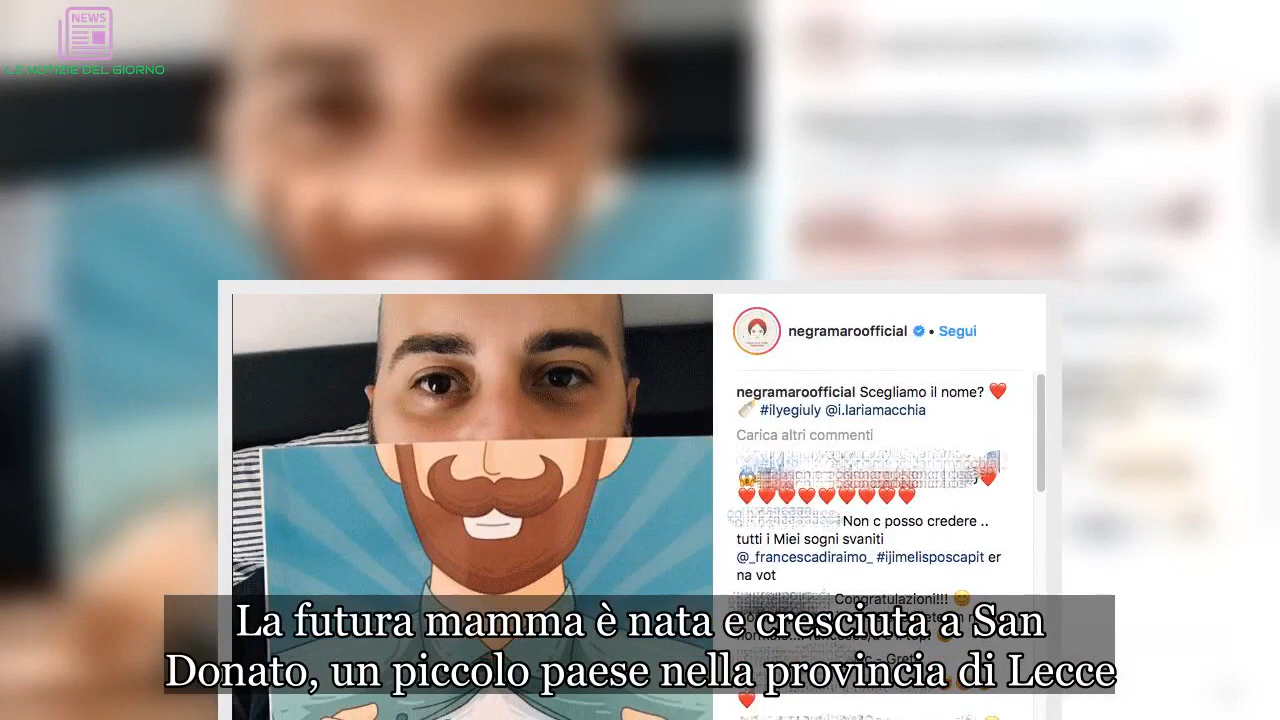 NEWS
LE NOTIZIE DEL GIORNO
negramaroofficial • Segui
negramaroofficial Scegliamo il nome? ❤️
🍼 #ilyegiuly @i.lariamacchia
Carica altri commenti
Non c posso credere ..
tutti i Miei sogni svaniti
@_francescadiraimo_ #ijimelisposcapit er
na vot
Congratulazioni!!! 😊
La futura mamma è nata e cresciuta a San
Donato, un piccolo paese nella provincia di Lecce